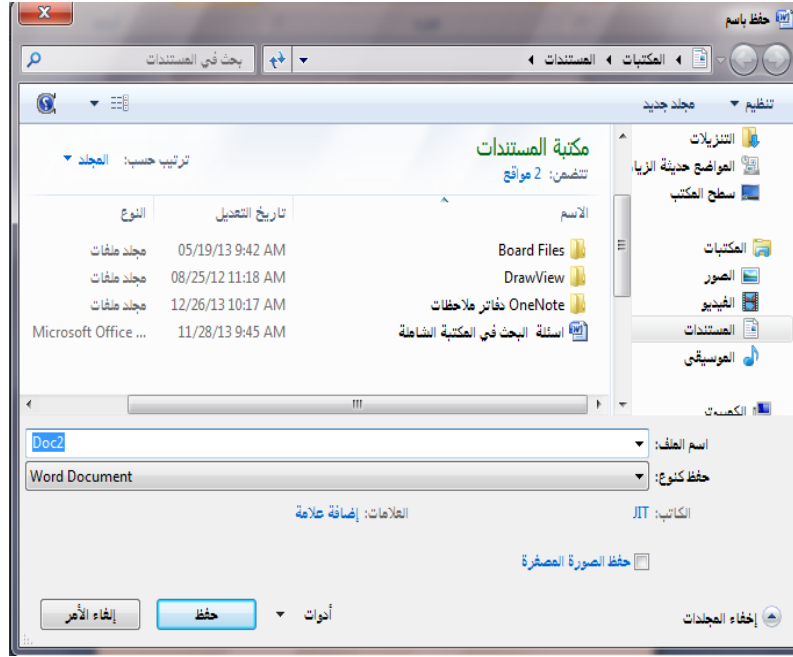 حفظ باسم
المكتبات
المستندات
بحث في المستندات
تنظيم
مجلد جديد
التنزيلات
المواضع حديثة الزيا
سطح المكتب
المكتبات
الصور
الفيديو
المستندات
الموسيقى
الكمبيوتر
مكتبة المستندات
تتضمن: 2 مواقع
ترتيب حسب: المجلد
الاسم تاريخ التعديل النوع
Board Files 05/19/13 9:42 AM مجلد ملفات
DrawView 08/25/12 11:18 AM مجلد ملفات
OneNote دفاتر ملاحظات 12/26/13 10:17 AM مجلد ملفات
اسئلة البحث في المكتبة الشاملة 11/28/13 9:45 AM Microsoft Office ...
اسم الملف: Doc2
حفظ كنوع: Word Document
الكاتب: JIT
العلامات: إضافة علامة
حفظ الصورة المصغرة
إخفاء المجلدات
أدوات
حفظ
إلغاء الأمر